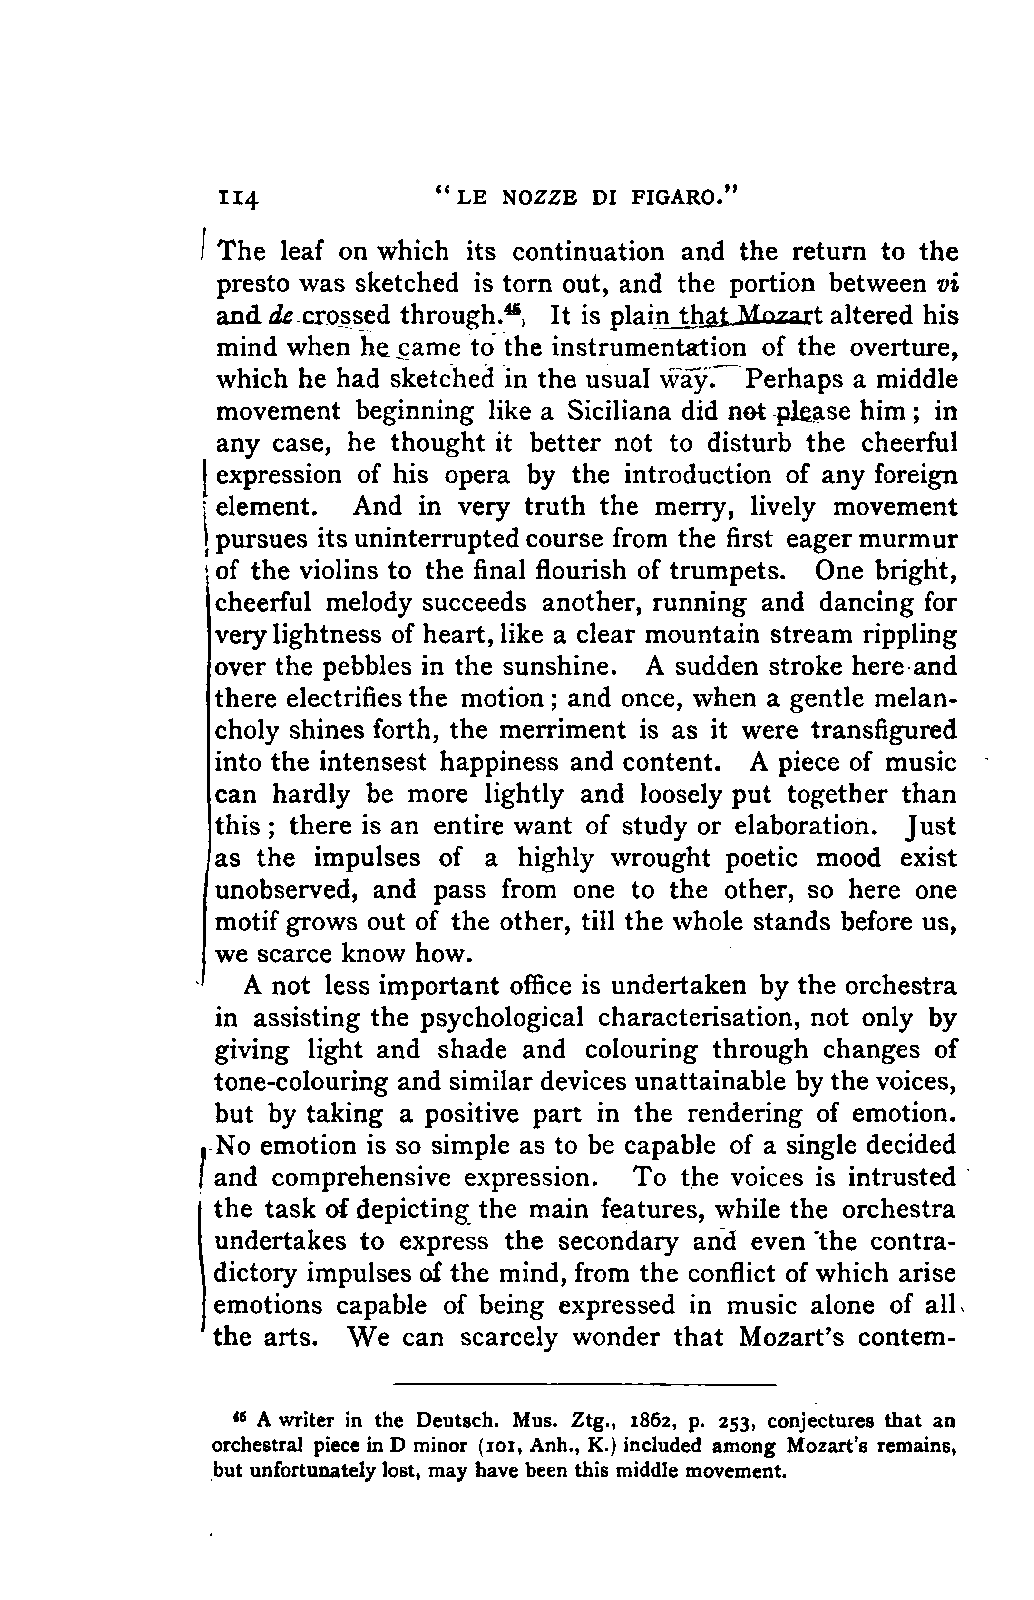 114 "LE NOZZE DI FIGARO."
The leaf on which its continuation and the return to the
presto was sketched is torn out, and the portion between vi
and de crossed through.⁴⁶ It is plain that Mozart altered his
mind when he came to the instrumentation of the overture,
which he had sketched in the usual way. Perhaps a middle
movement beginning like a Siciliana did not please him; in
any case, he thought it better not to disturb the cheerful
expression of his opera by the introduction of any foreign
element. And in very truth the merry, lively movement
pursues its uninterrupted course from the first eager murmur
of the violins to the final flourish of trumpets. One bright,
cheerful melody succeeds another, running and dancing for
very lightness of heart, like a clear mountain stream rippling
over the pebbles in the sunshine. A sudden stroke here and
there electrifies the motion; and once, when a gentle melan-
choly shines forth, the merriment is as it were transfigured
into the intensest happiness and content. A piece of music
can hardly be more lightly and loosely put together than
this; there is an entire want of study or elaboration. Just
as the impulses of a highly wrought poetic mood exist
unobserved, and pass from one to the other, so here one
motif grows out of the other, till the whole stands before us,
we scarce know how.
A not less important office is undertaken by the orchestra
in assisting the psychological characterisation, not only by
giving light and shade and colouring through changes of
tone-colouring and similar devices unattainable by the voices,
but by taking a positive part in the rendering of emotion.
No emotion is so simple as to be capable of a single decided
and comprehensive expression. To the voices is intrusted
the task of depicting the main features, while the orchestra
undertakes to express the secondary and even the contra-
dictory impulses of the mind, from the conflict of which arise
emotions capable of being expressed in music alone of all
the arts. We can scarcely wonder that Mozart's contem-
⁴⁶ A writer in the Deutsch. Mus. Ztg., 1862, p. 253, conjectures that an
orchestral piece in D minor (101, Anh., K.) included among Mozart's remains,
but unfortunately lost, may have been this middle movement.